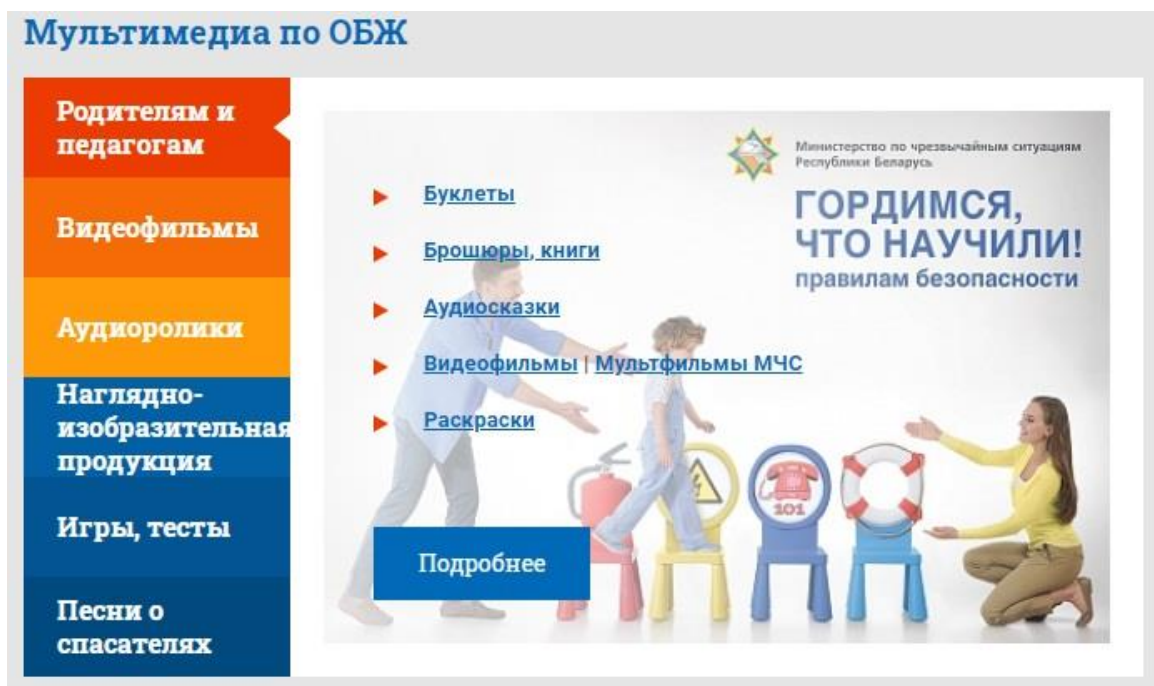 Мультимедиа по ОБЖ
Родителям и
педагогам
Видеофильмы
Аудиоролики
Наглядно-
изобразительная
продукция
Игры, тесты
Песни о
спасателях
Министерство по чрезвычайным ситуациям
Республики Беларусь
ГОРДИМСЯ,
ЧТО НАУЧИЛИ!
правилам безопасности
Буклеты
Брошюры, книги
Аудиосказки
Видеофильмы | Мультфильмы МЧС
Раскраски
101
Подробнее